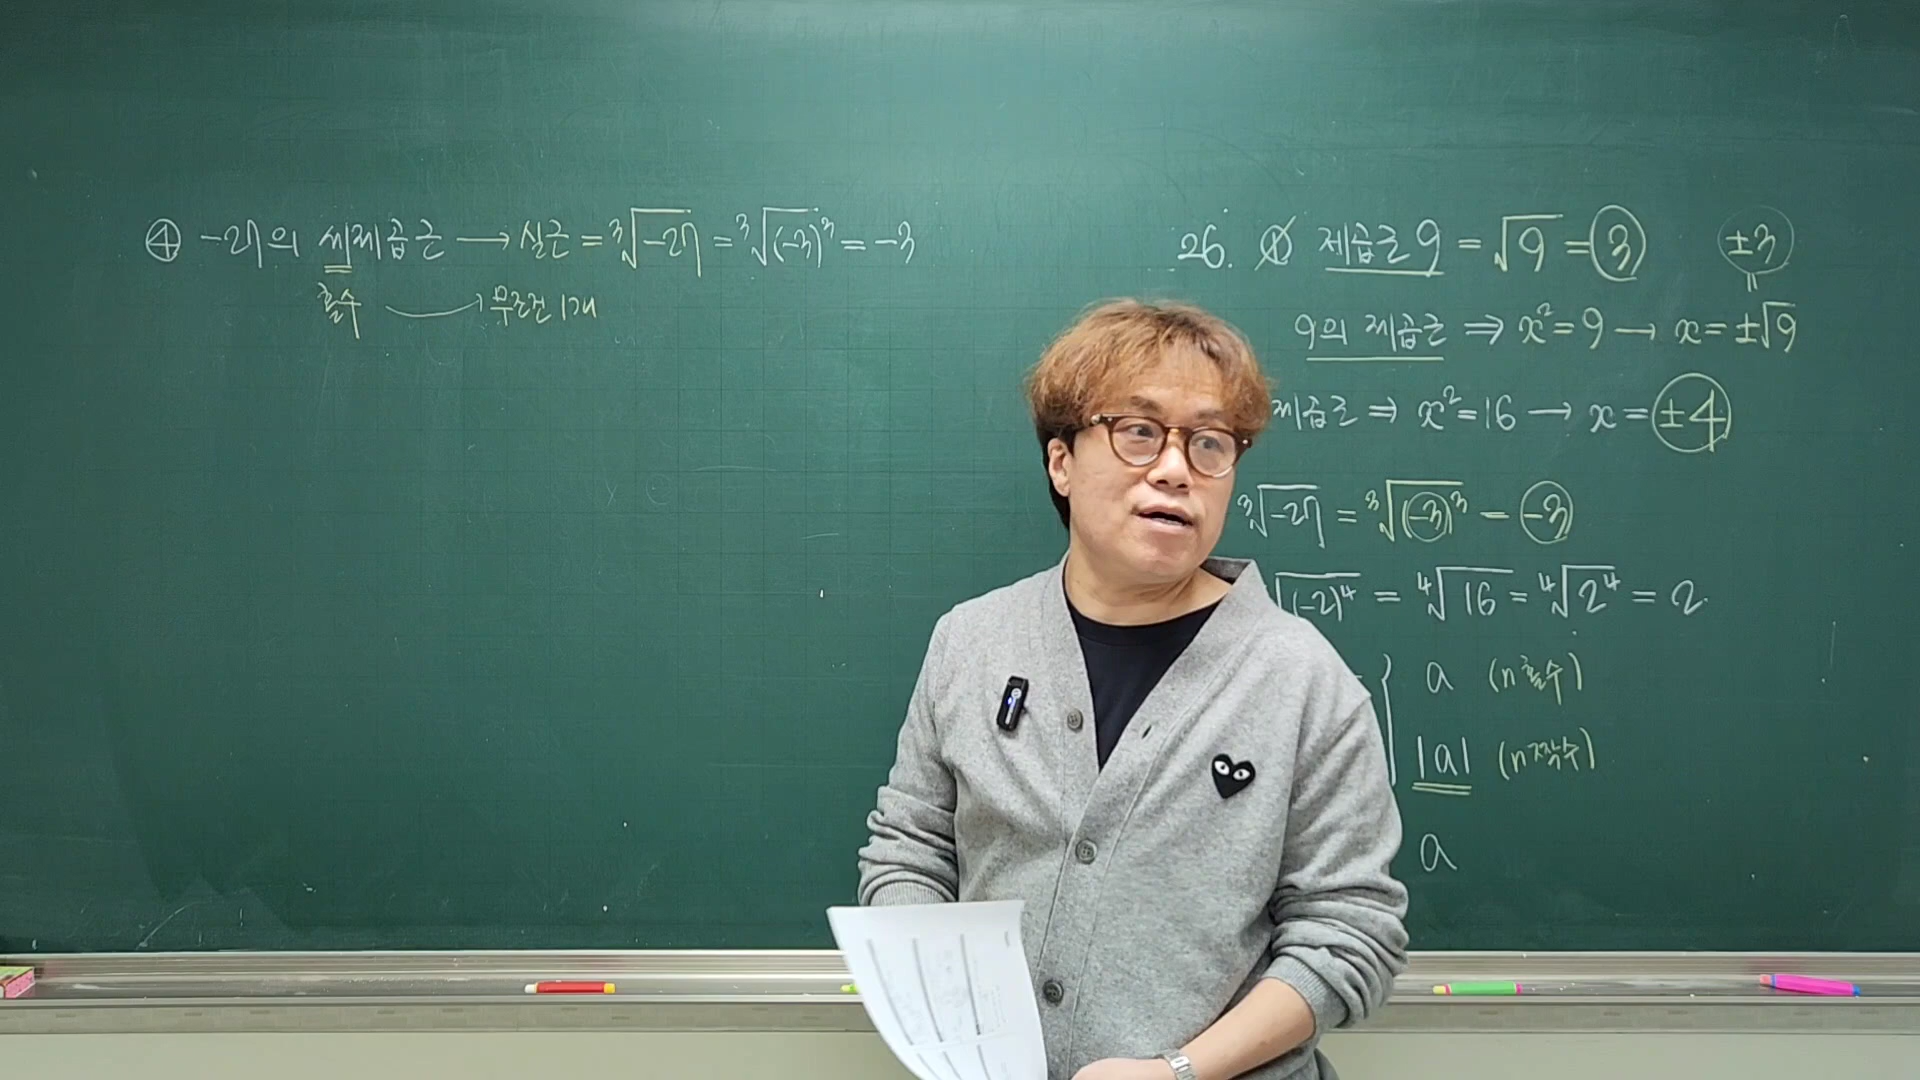 ④ -27의 세제곱근 → 실근 = ∛-27 = ∛(-3)³ = -3
홀수 → 무조건 1개
26. ① 제곱근 9 = √9 = 3 ±3
9의 제곱근 ⇒ x² = 9 → x = ±√9
제곱근 ⇒ x² = 16 → x = ±4
∛-27 = ∛(-3)³ = -3
√(-2)⁴ = ∜16 = ∜2⁴ = 2
a (n홀수)
|a| (n짝수)
a